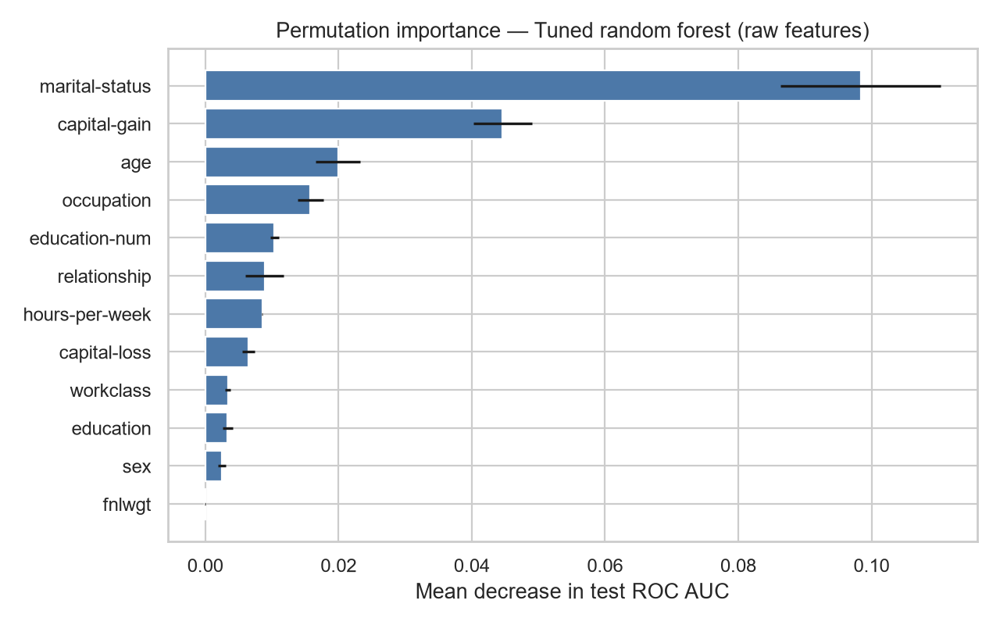 Permutation importance — Tuned random forest (raw features)
marital-status
capital-gain
age
occupation
education-num
relationship
hours-per-week
capital-loss
workclass
education
sex
fnlwgt
0.00 0.02 0.04 0.06 0.08 0.10
Mean decrease in test ROC AUC